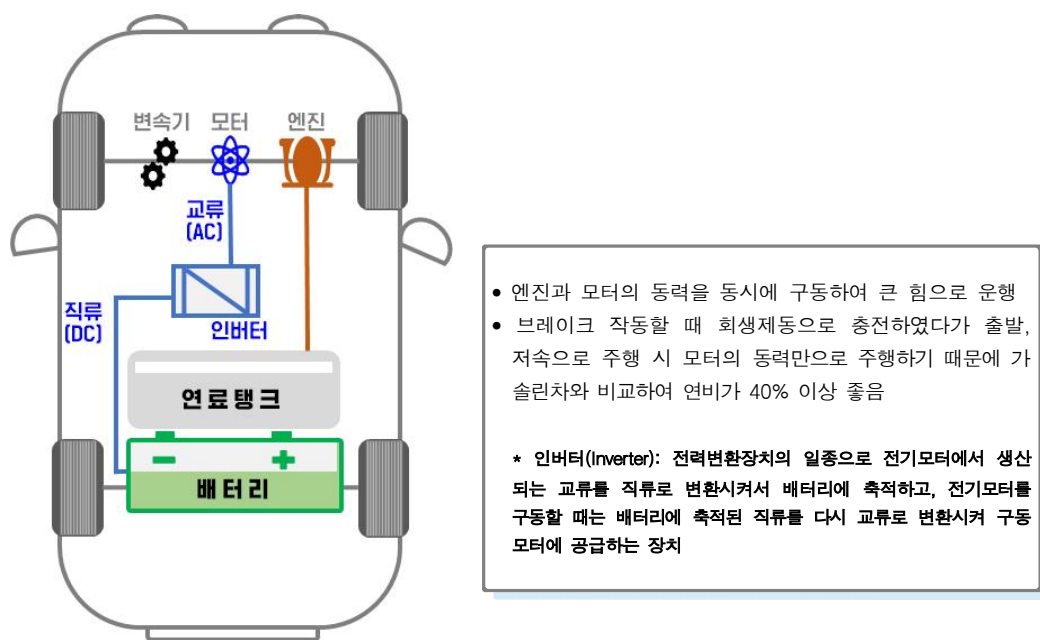 변속기 모터 엔진
교류
(AC)
직류
(DC)
인버터
연료탱크
− +
배터리
• 엔진과 모터의 동력을 동시에 구동하여 큰 힘으로 운행
• 브레이크 작동할 때 회생제동으로 충전하였다가 출발,
저속으로 주행 시 모터의 동력만으로 주행하기 때문에 가
솔린차와 비교하여 연비가 40% 이상 좋음
* 인버터(Inverter): 전력변환장치의 일종으로 전기모터에서 생산
되는 교류를 직류로 변환시켜서 배터리에 축적하고, 전기모터를
구동할 때는 배터리에 축적된 직류를 다시 교류로 변환시켜 구동
모터에 공급하는 장치